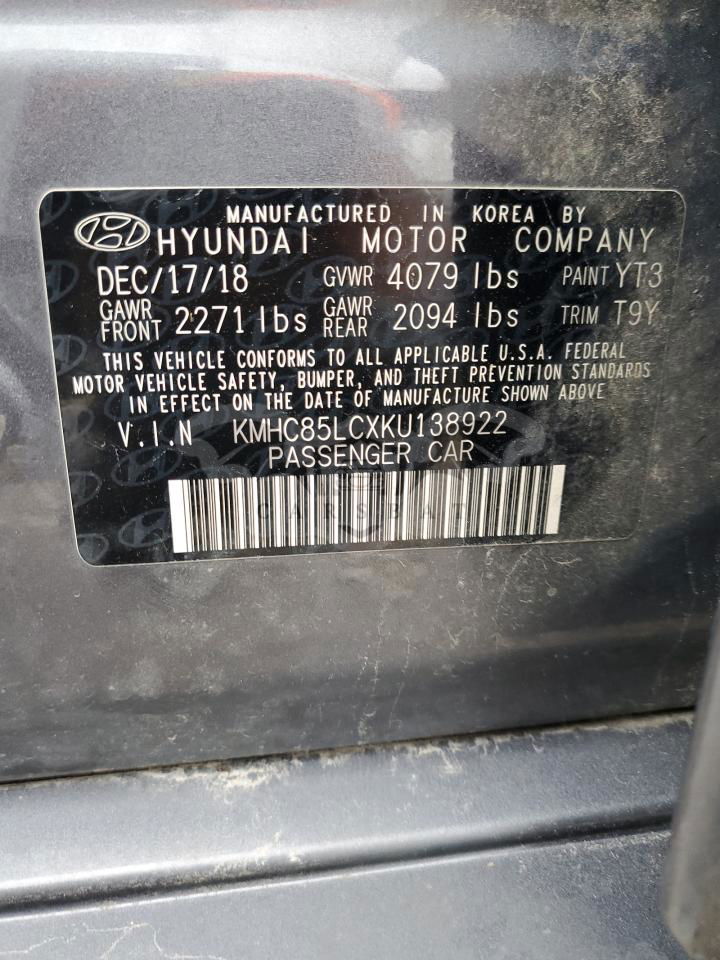 MANUFACTURED IN KOREA BY
HYUNDAI MOTOR COMPANY
DEC/17/18 GVWR 4079 lbs PAINT YT3
GAWR FRONT 2271 lbs GAWR REAR 2094 lbs TRIM T9Y
THIS VEHICLE CONFORMS TO ALL APPLICABLE U.S.A. FEDERAL
MOTOR VEHICLE SAFETY, BUMPER, AND THEFT PREVENTION STANDARDS
IN EFFECT ON THE DATE OF MANUFACTURE SHOWN ABOVE
V.I.N KMHC85LCXKU138922
PASSENGER CAR
CARSPAT